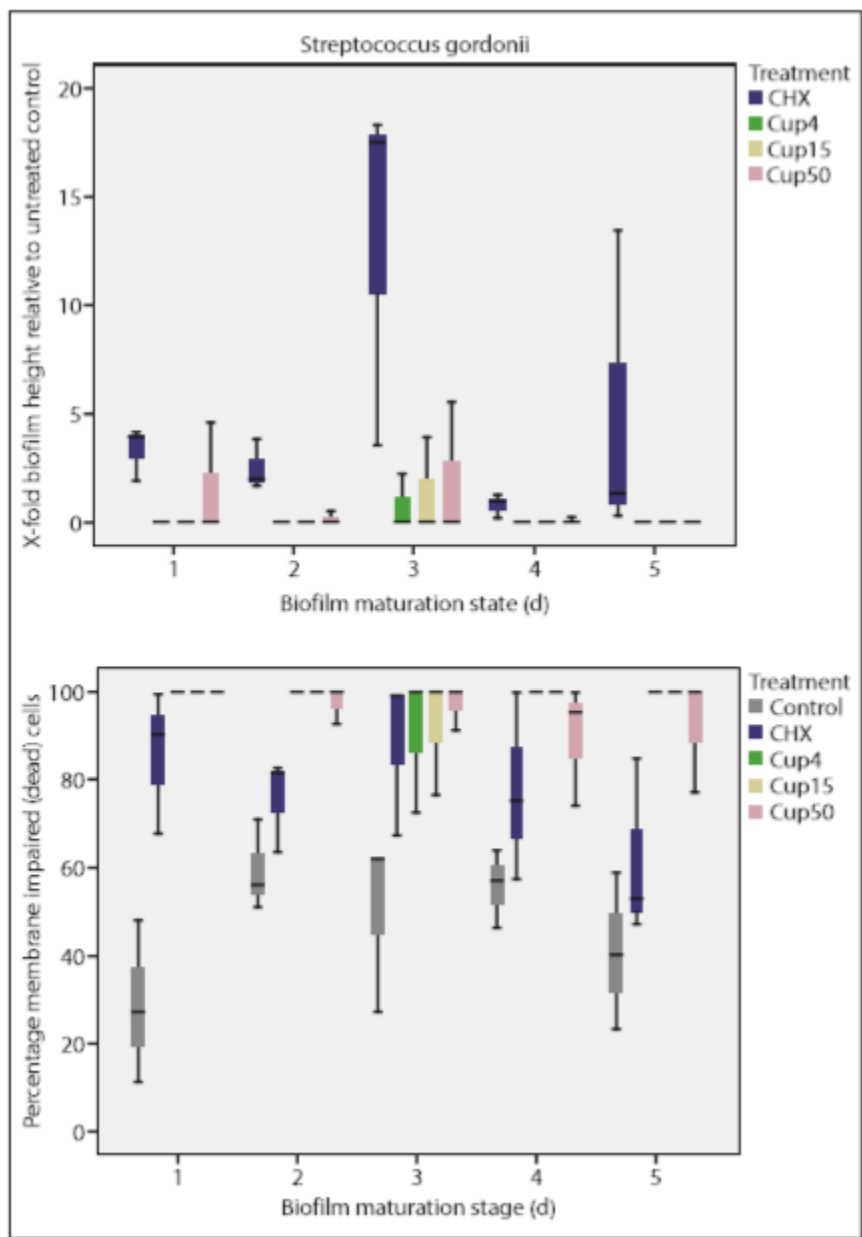 Streptococcus gordonii
X-fold biofilm height relative to untreated control
20
15
10
5
0
1 2 3 4 5
Biofilm maturation state (d)
Treatment
CHX
Cup4
Cup15
Cup50
Percentage membrane impaired (dead) cells
100
80
60
40
20
0
1 2 3 4 5
Biofilm maturation stage (d)
Treatment
Control
CHX
Cup4
Cup15
Cup50